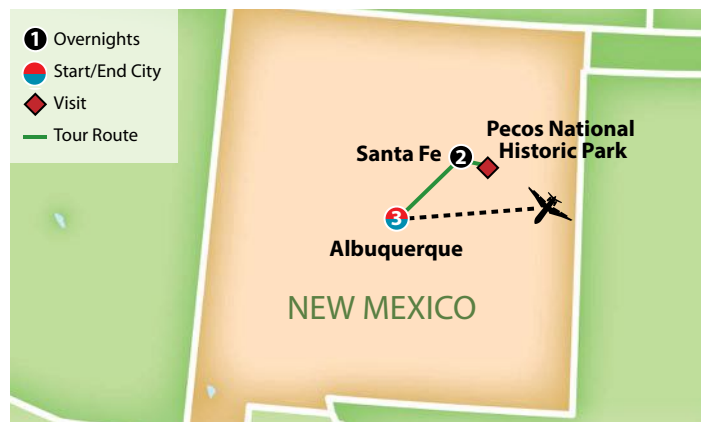 1 Overnights
Start/End City
Visit
Tour Route
Pecos National
Historic Park
Santa Fe 2
3
Albuquerque
NEW MEXICO